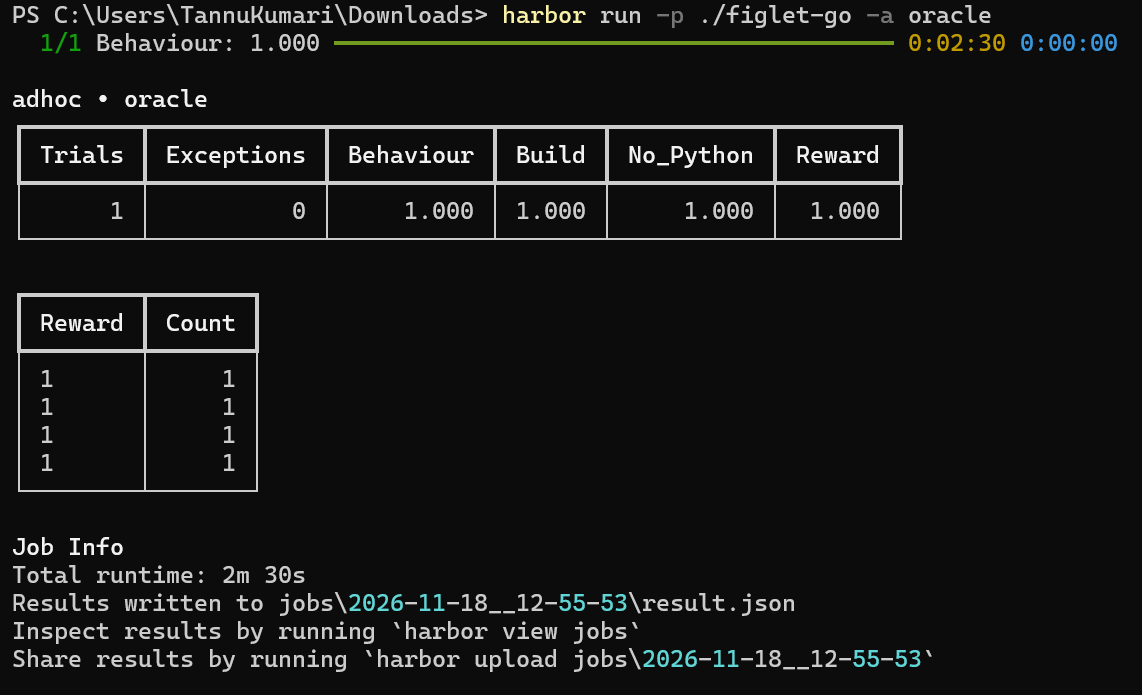 PS C:\Users\TannuKumari\Downloads> harbor run -p ./figlet-go -a oracle
1/1 Behaviour: 1.000 0:02:30 0:00:00
adhoc • oracle
Trials Exceptions Behaviour Build No_Python Reward
1 0 1.000 1.000 1.000 1.000
Reward Count
1 1
1 1
1 1
1 1
Job Info
Total runtime: 2m 30s
Results written to jobs\2026-11-18__12-55-53\result.json
Inspect results by running `harbor view jobs`
Share results by running `harbor upload jobs\2026-11-18__12-55-53`